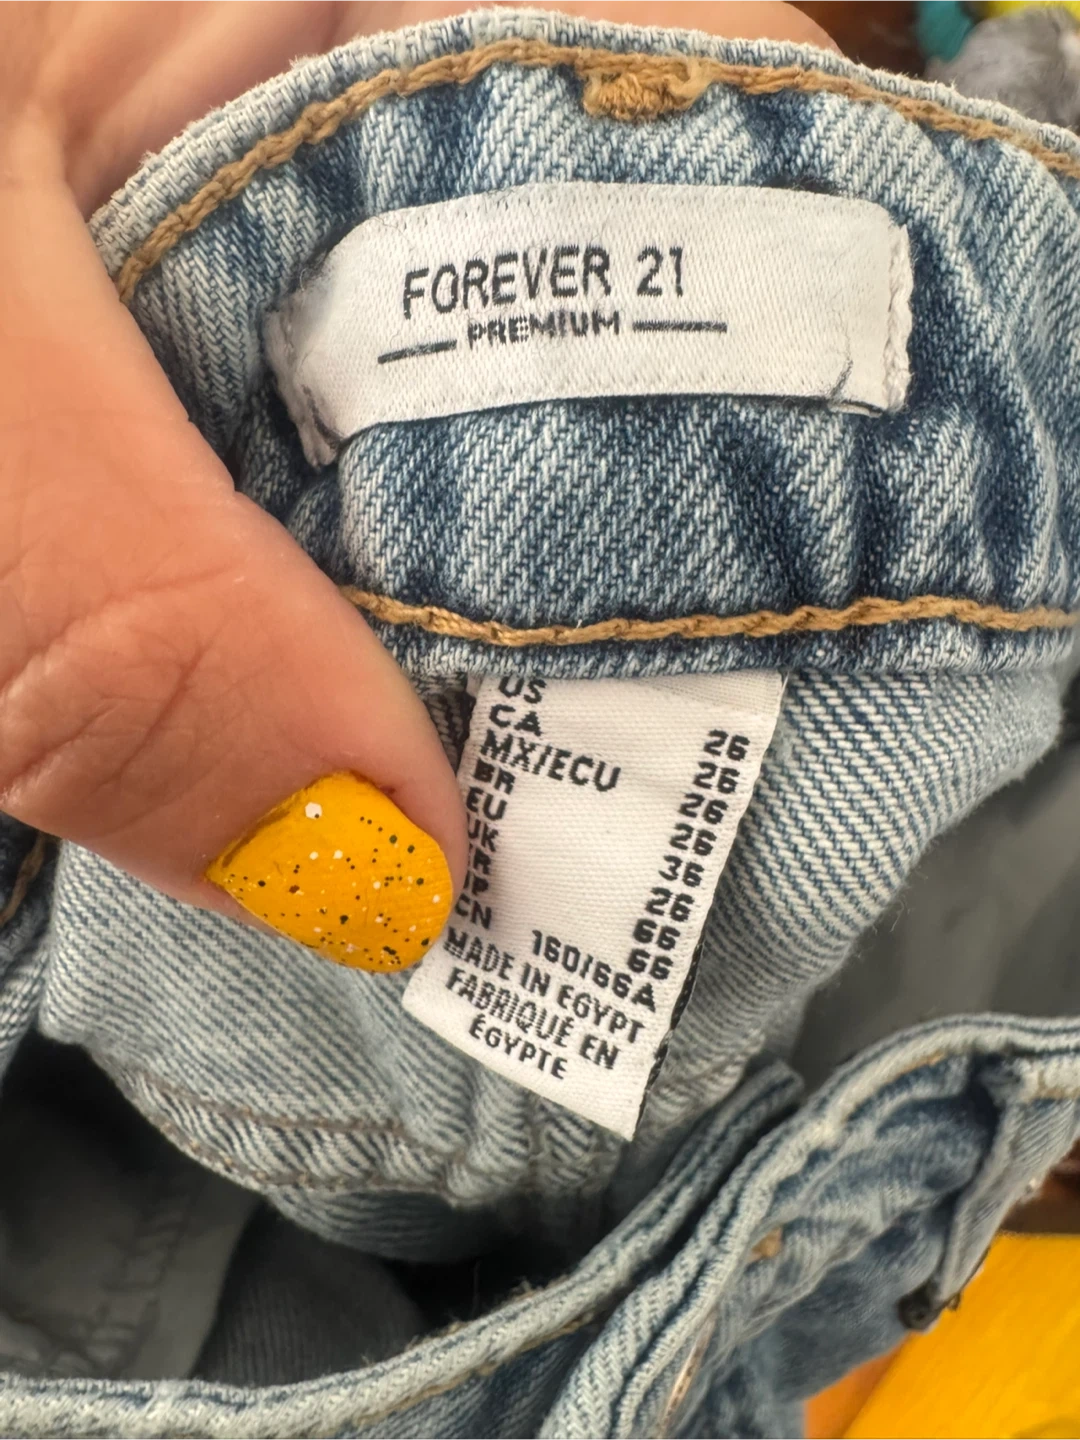 FOREVER 21
PREMIUM
US 26
CA 26
MX/ECU 26
BR 26
EU 36
UK 26
R 66
JP 66
CN 160/66A
MADE IN EGYPT
FABRIQUÉ EN
ÉGYPTE